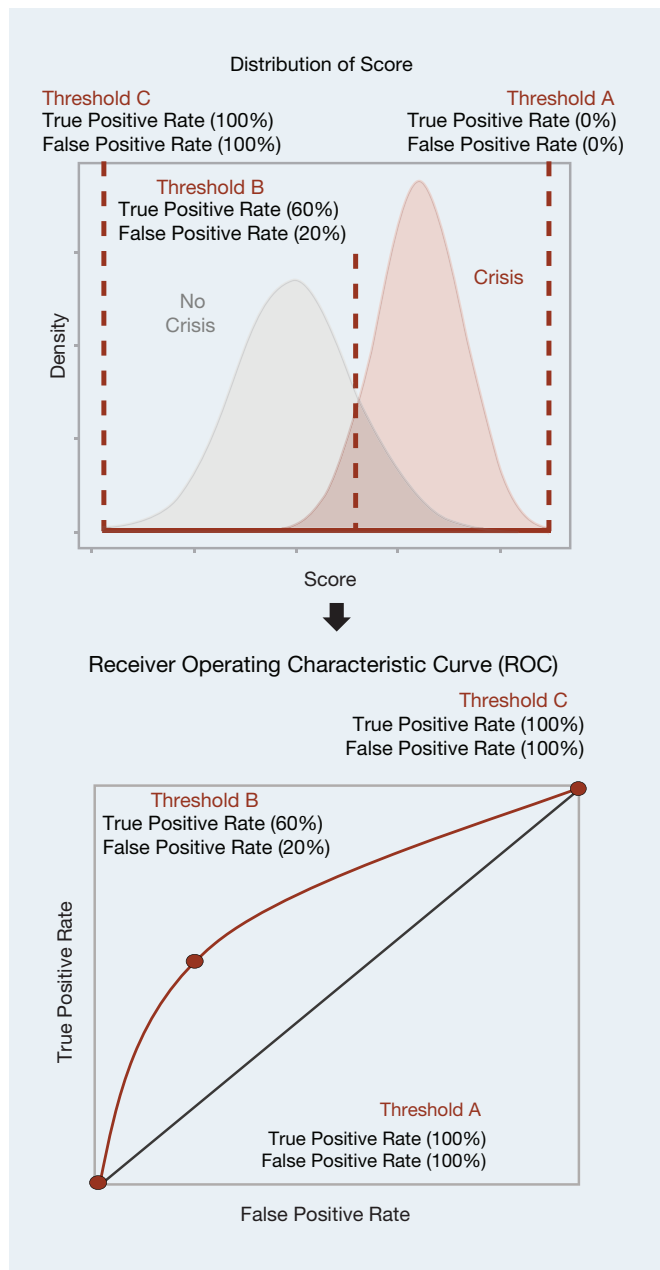 Distribution of Score
Threshold C
True Positive Rate (100%)
False Positive Rate (100%)
Threshold A
True Positive Rate (0%)
False Positive Rate (0%)
Threshold B
True Positive Rate (60%)
False Positive Rate (20%)
No
Crisis
Crisis
Density
Score
Receiver Operating Characteristic Curve (ROC)
Threshold C
True Positive Rate (100%)
False Positive Rate (100%)
Threshold B
True Positive Rate (60%)
False Positive Rate (20%)
True Positive Rate
Threshold A
True Positive Rate (100%)
False Positive Rate (100%)
False Positive Rate